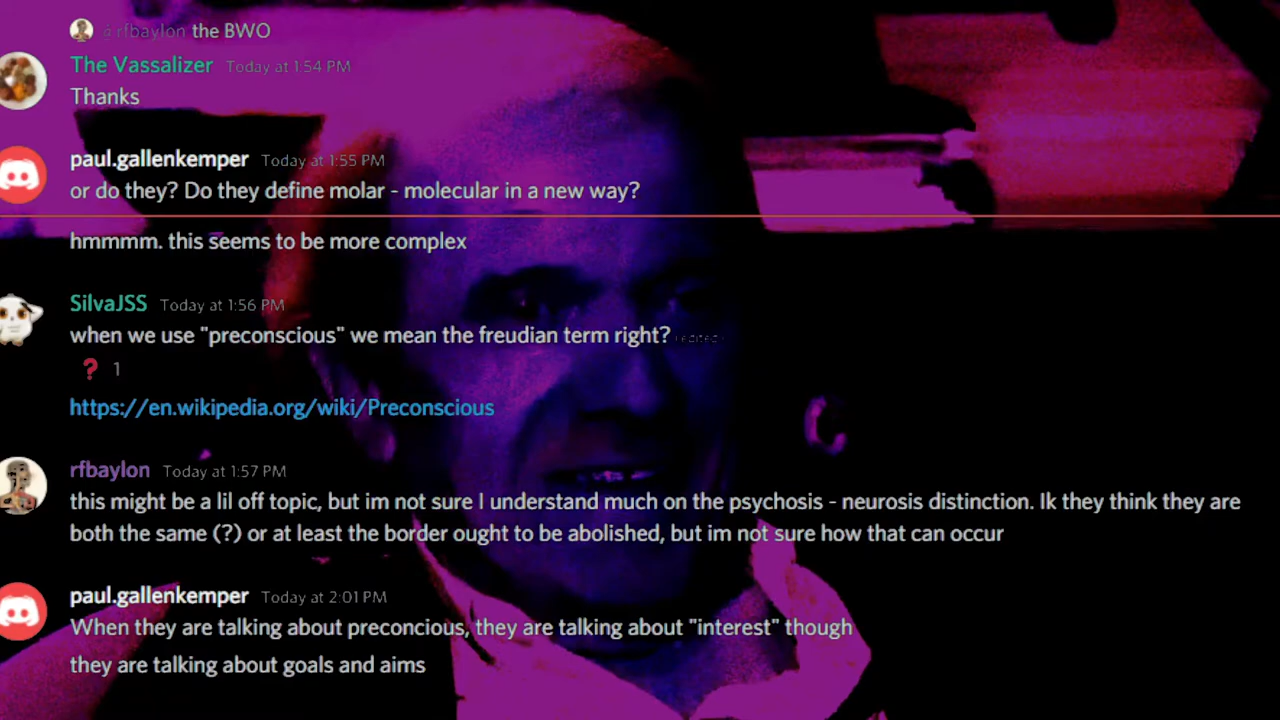 @rfbaylon the BWO
The Vassalizer Today at 1:54 PM
Thanks
paul.gallenkemper Today at 1:55 PM
or do they? Do they define molar - molecular in a new way?
hmmmm. this seems to be more complex
SilvaJSS Today at 1:56 PM
when we use "preconscious" we mean the freudian term right? (edited)
? 1
https://en.wikipedia.org/wiki/Preconscious
rfbaylon Today at 1:57 PM
this might be a lil off topic, but im not sure I understand much on the psychosis - neurosis distinction. Ik they think they are
both the same (?) or at least the border ought to be abolished, but im not sure how that can occur
paul.gallenkemper Today at 2:01 PM
When they are talking about preconcious, they are talking about "interest" though
they are talking about goals and aims